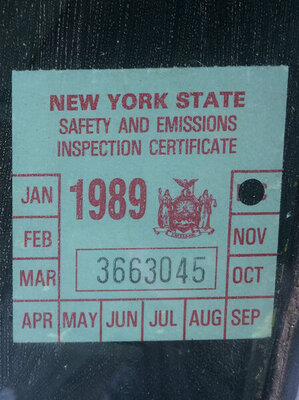 NEW YORK STATE
SAFETY AND EMISSIONS
INSPECTION CERTIFICATE
JAN 1989
FEB NOV
MAR 3663045 OCT
APR MAY JUN JUL AUG SEP